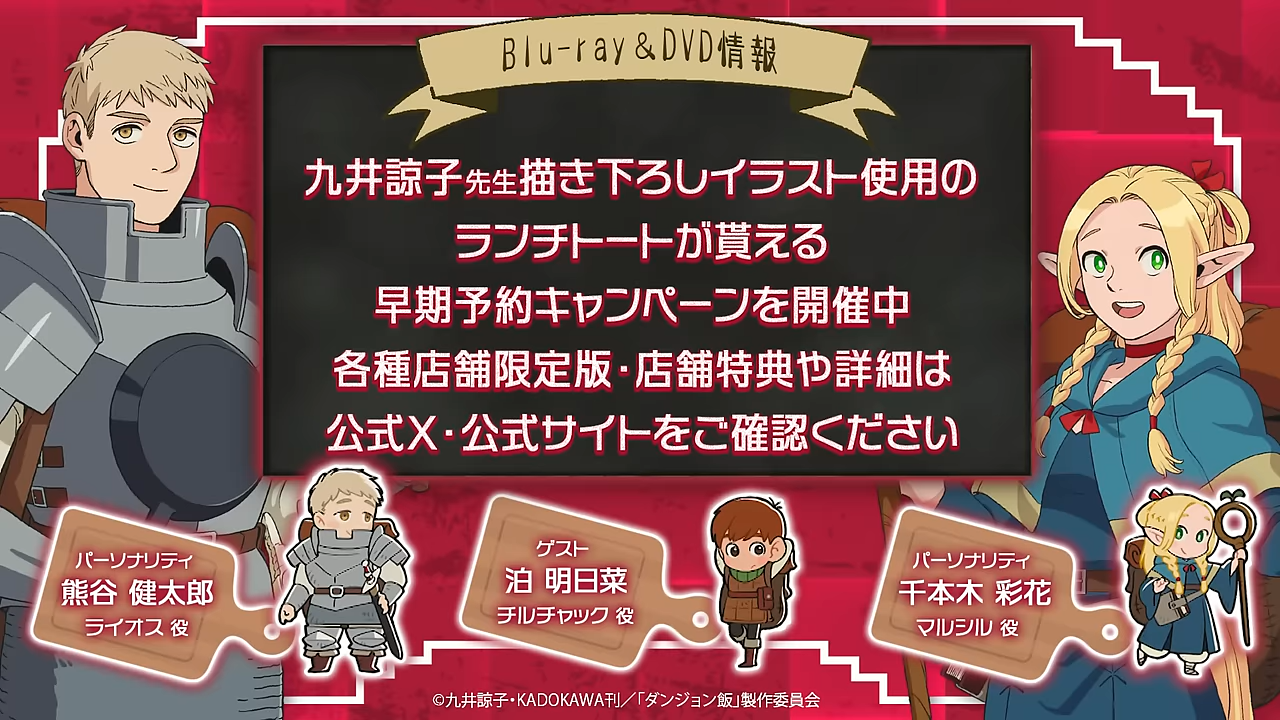 Blu-ray&DVD情報
九井諒子先生描き下ろしイラスト使用の
ランチトートが貰える
早期予約キャンペーンを開催中
各種店舗限定版・店舗特典や詳細は
公式X・公式サイトをご確認ください
パーソナリティ
熊谷 健太郎
ライオス 役
ゲスト
泊 明日菜
チルチャック 役
パーソナリティ
千本木 彩花
マルシル 役
©九井諒子・KADOKAWA刊/「ダンジョン飯」製作委員会